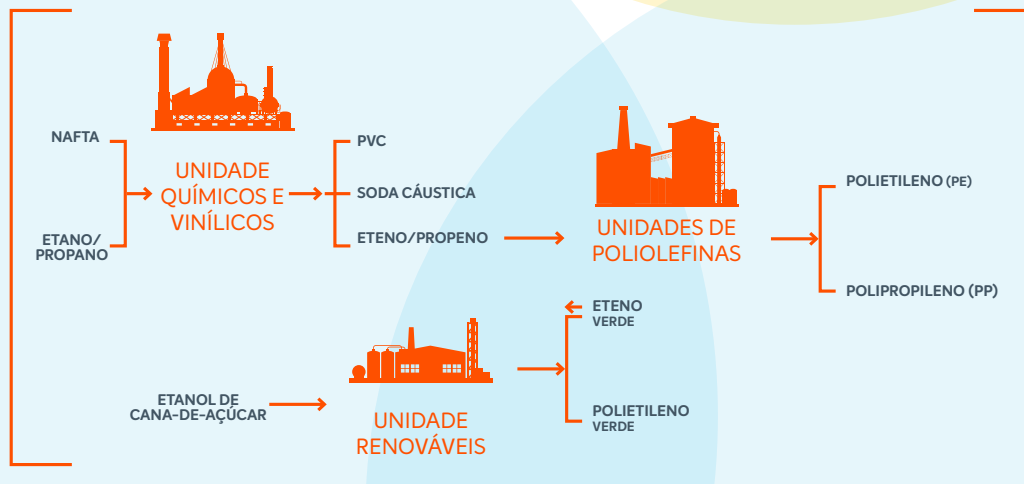 NAFTA
ETANO/
PROPANO
UNIDADE
QUÍMICOS E
VINÍLICOS
PVC
SODA CÁUSTICA
ETENO/PROPENO
UNIDADES DE
POLIOLEFINAS
POLIETILENO (PE)
POLIPROPILENO (PP)
ETANOL DE
CANA-DE-AÇÚCAR
UNIDADE
RENOVÁVEIS
ETENO
VERDE
POLIETILENO
VERDE